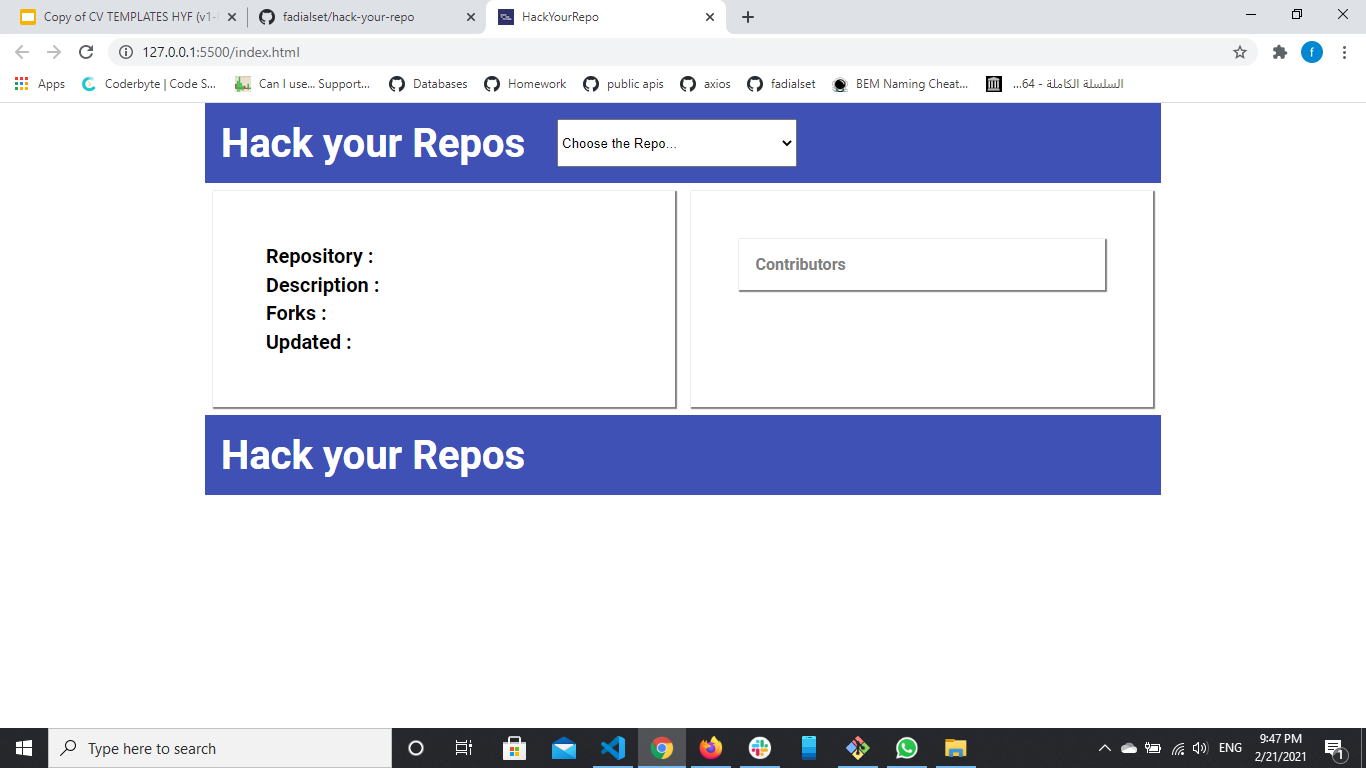 Copy of CV TEMPLATES HYF (v1-
fadialset/hack-your-repo
HackYourRepo
127.0.0.1:5500/index.html
f
Apps
Coderbyte | Code S...
Can I use... Support...
Databases
Homework
public apis
axios
fadialset
BEM Naming Cheat...
السلسلة الكاملة - 64...
Hack your Repos
Choose the Repo...
Repository :
Description :
Forks :
Updated :
Contributors
Hack your Repos
Type here to search
ENG
9:47 PM
2/21/2021
1